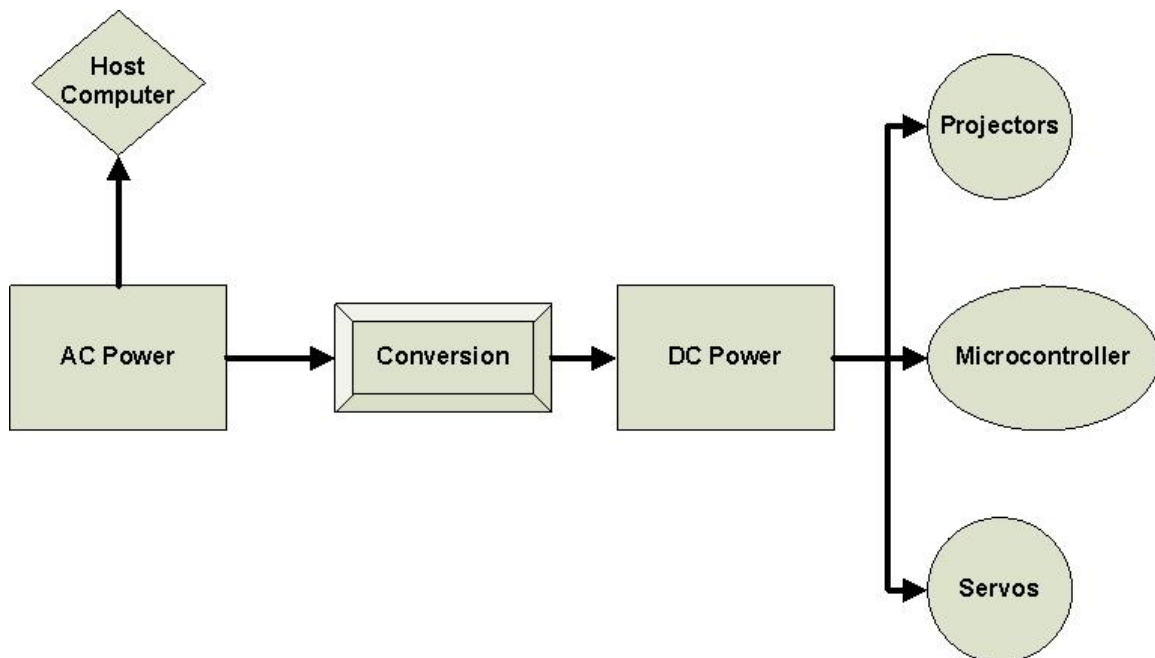 Host
Computer
Projectors
AC Power
Conversion
DC Power
Microcontroller
Servos